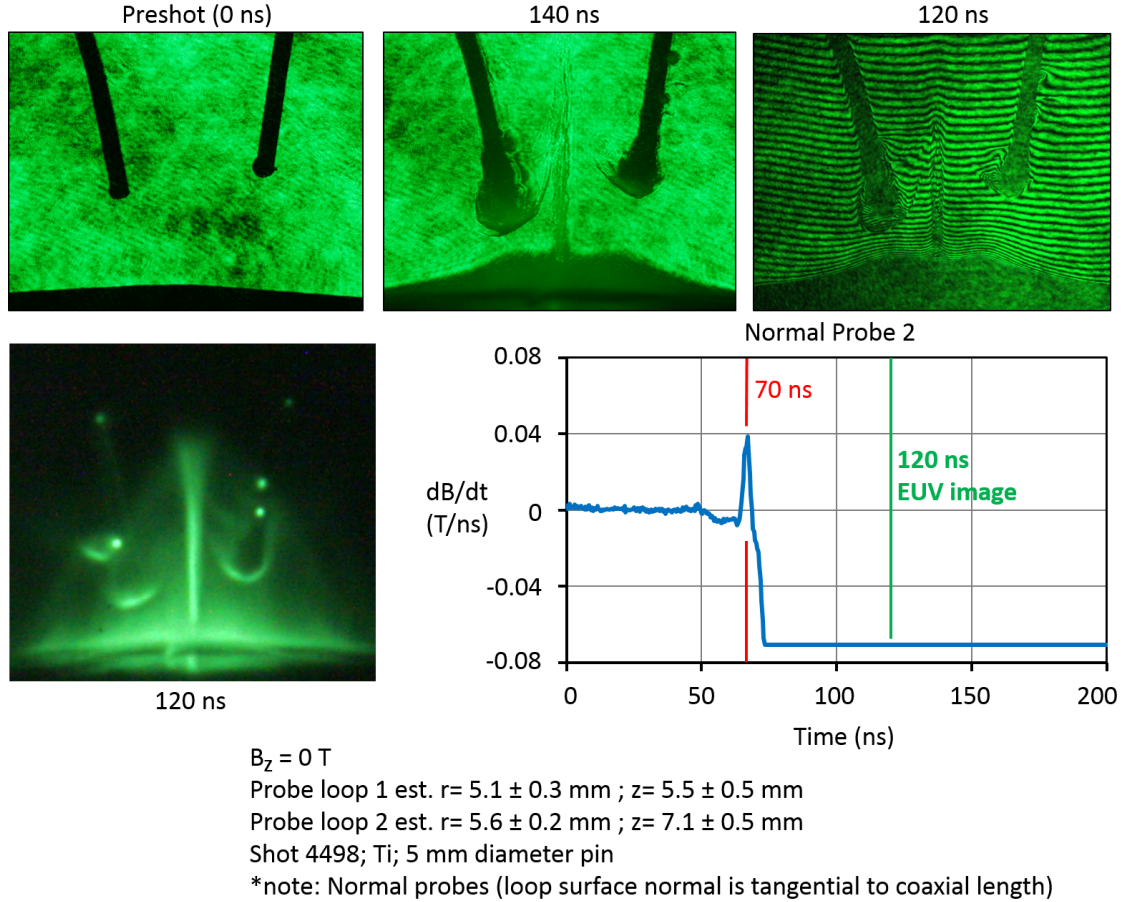 Preshot (0 ns)
140 ns
120 ns
120 ns
Normal Probe 2
0.08
0.04
0
-0.04
-0.08
dB/dt
(T/ns)
70 ns
120 ns
EUV image
0
50
100
150
200
Time (ns)
Bz = 0 T
Probe loop 1 est. r= 5.1 ± 0.3 mm ; z= 5.5 ± 0.5 mm
Probe loop 2 est. r= 5.6 ± 0.2 mm ; z= 7.1 ± 0.5 mm
Shot 4498; Ti; 5 mm diameter pin
*note: Normal probes (loop surface normal is tangential to coaxial length)